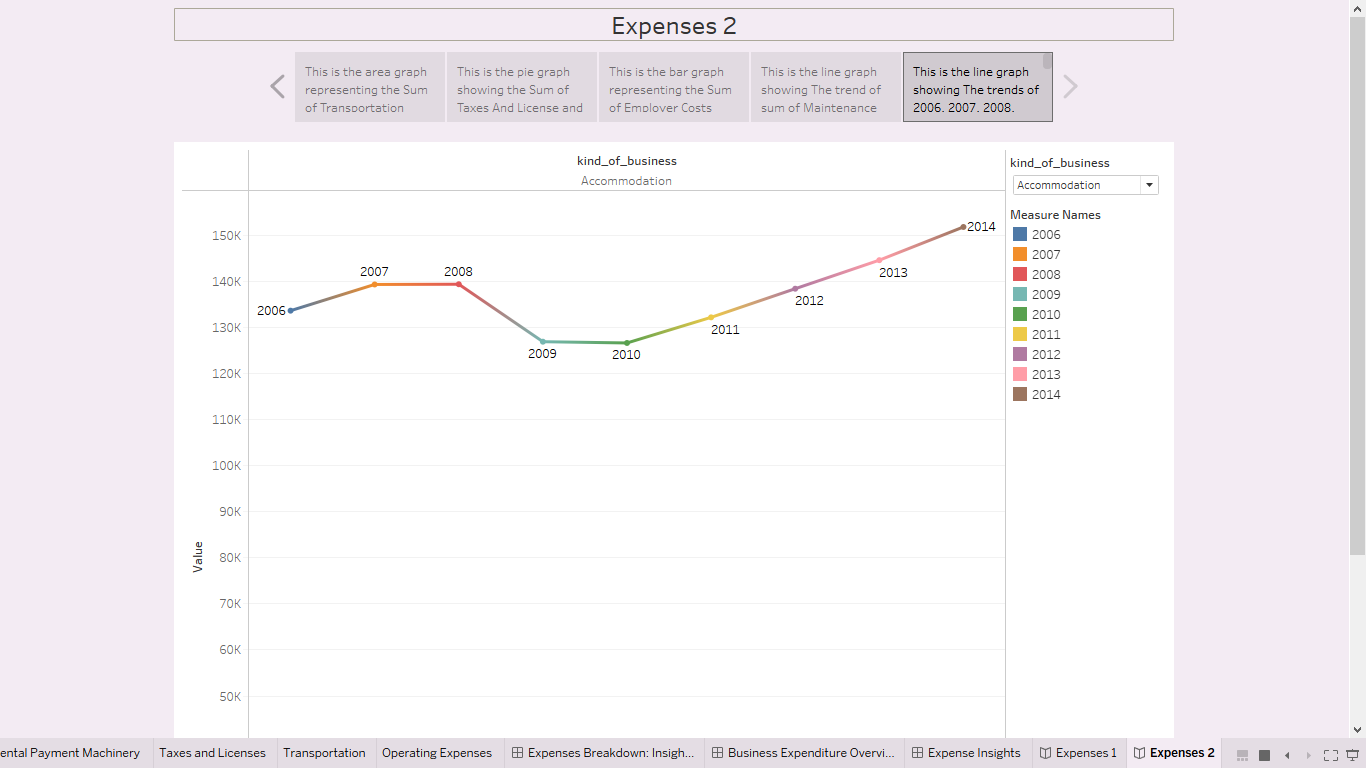 Expenses 2
This is the area graph
representing the Sum
of Transportation
This is the pie graph
showing the Sum of
Taxes And License and
This is the bar graph
representing the Sum
of Employer Costs
This is the line graph
showing The trend of
sum of Maintenance
This is the line graph
showing The trends of
2006, 2007, 2008,
kind_of_business
Accommodation
kind_of_business
Accommodation
Measure Names
2006
2007
2008
2009
2010
2011
2012
2013
2014
150K
140K
130K
120K
110K
100K
90K
80K
70K
60K
50K
Value
2006
2007
2008
2009
2010
2011
2012
2013
2014
ental Payment Machinery
Taxes and Licenses
Transportation
Operating Expenses
Expenses Breakdown: Insigh...
Business Expenditure Overvi...
Expense Insights
Expenses 1
Expenses 2